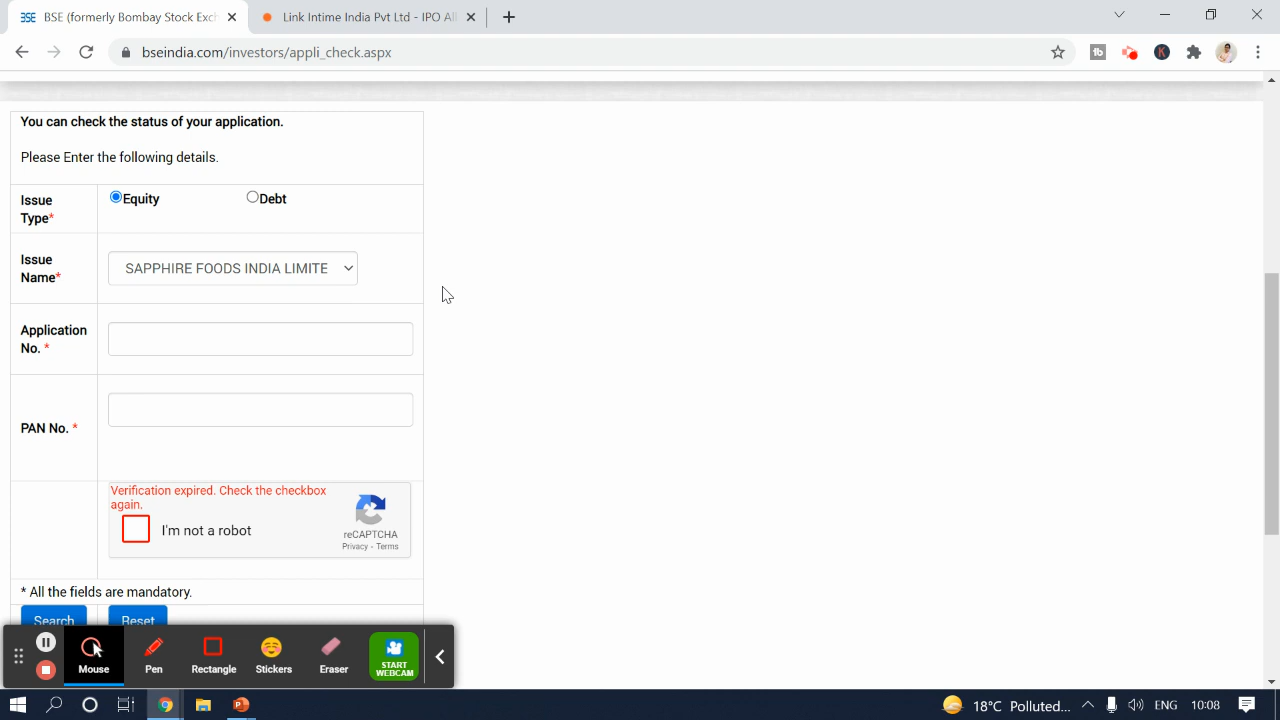 BSE BSE (formerly Bombay Stock Exch
Link Intime India Pvt Ltd - IPO All
bseindia.com/investors/appli_check.aspx
tb
K
You can check the status of your application.
Please Enter the following details.
Issue
Type*
Equity
Debt
Issue
Name*
SAPPHIRE FOODS INDIA LIMITE
Application
No. *
PAN No. *
Verification expired. Check the checkbox
again.
I'm not a robot
reCAPTCHA
Privacy - Terms
* All the fields are mandatory.
Search
Reset
Mouse
Pen
Rectangle
Stickers
Eraser
START
WEBCAM
18°C Polluted...
ENG
10:08